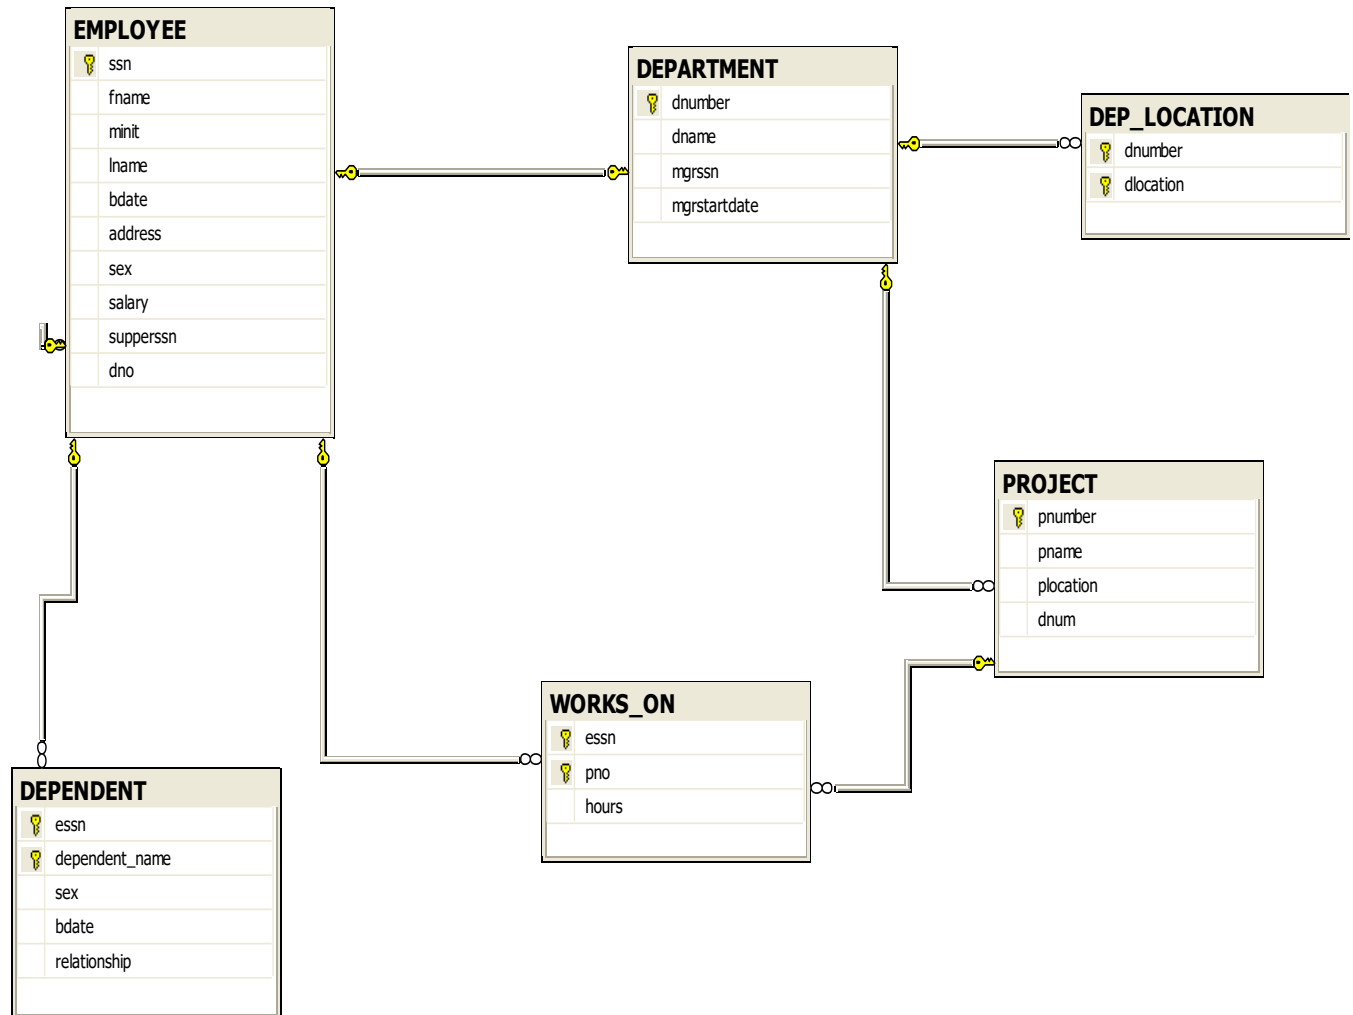 EMPLOYEE
ssn
fname
minit
lname
bdate
address
sex
salary
supperssn
dno
DEPARTMENT
dnumber
dname
mgrssn
mgrstartdate
DEP_LOCATION
dnumber
dlocation
PROJECT
pnumber
pname
plocation
dnum
WORKS_ON
essn
pno
hours
DEPENDENT
essn
dependent_name
sex
bdate
relationship